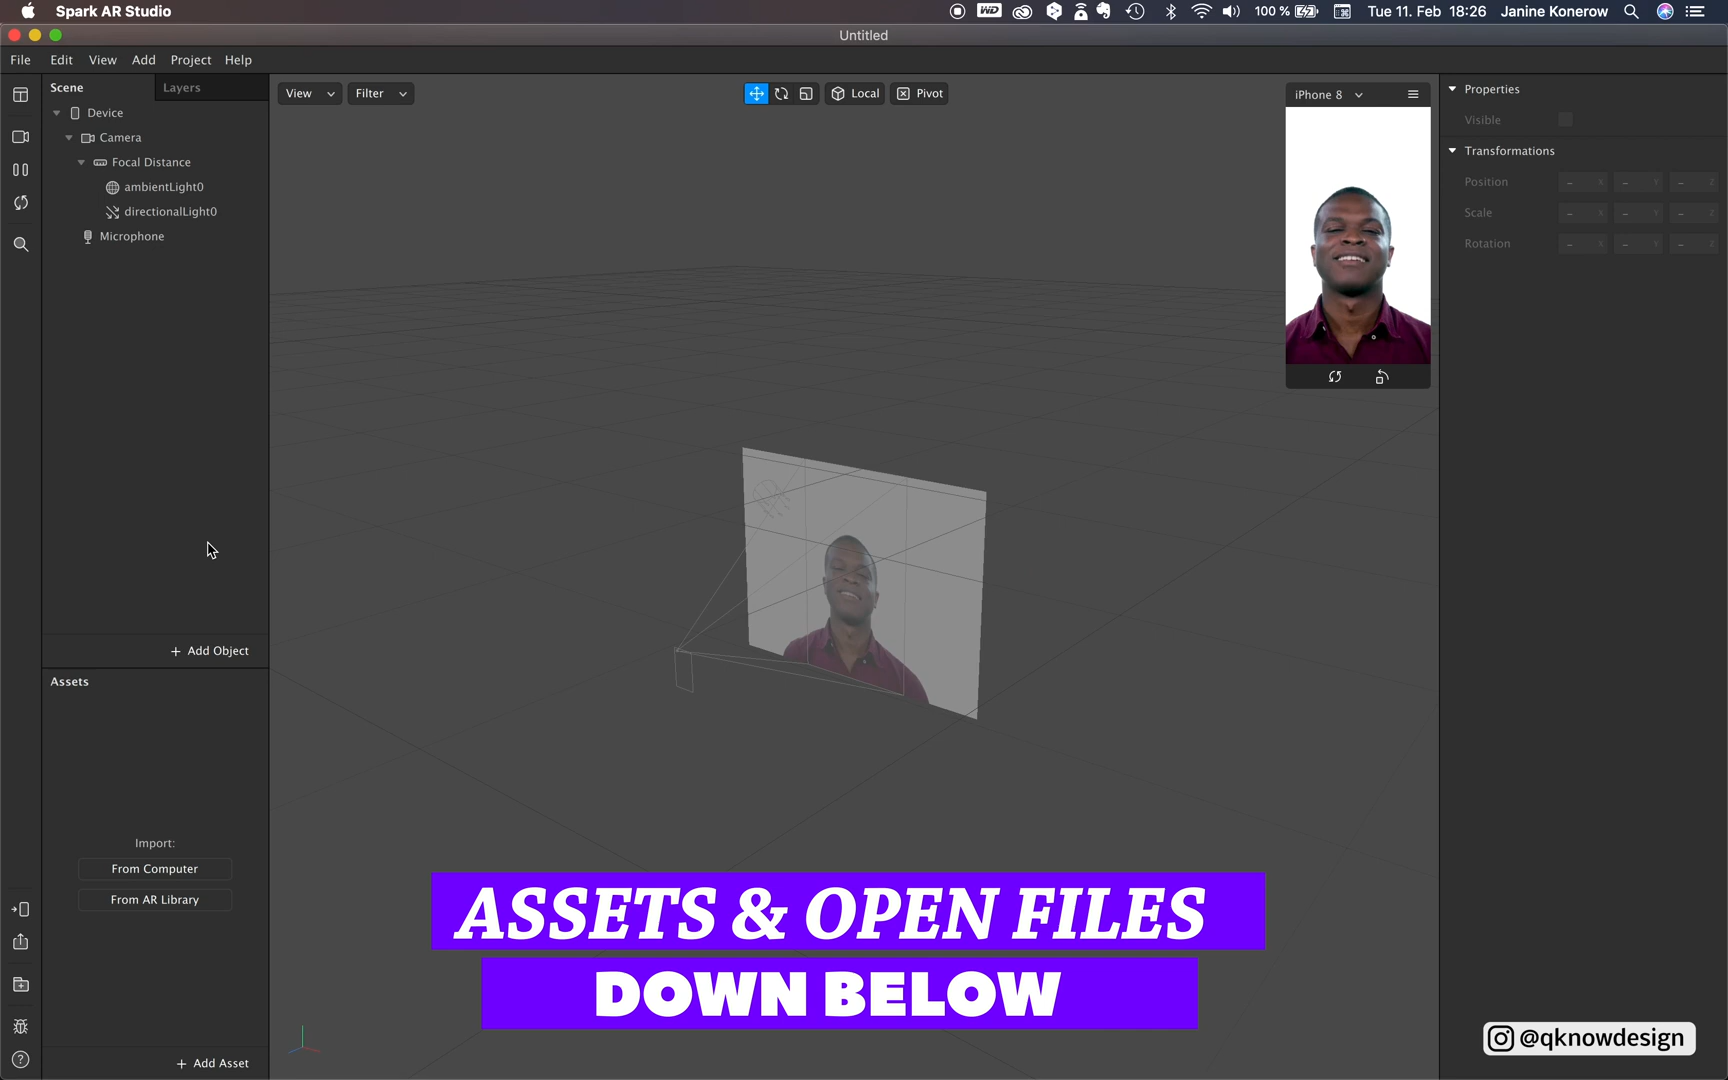 Spark AR Studio
100 %
Tue 11. Feb 18:26
Janine Konerow
Untitled
File Edit View Add Project Help
Scene
Layers
Device
Camera
Focal Distance
ambientLight0
directionalLight0
Microphone
+ Add Object
Assets
Import:
From Computer
From AR Library
+ Add Asset
View
Filter
Local
Pivot
iPhone 8
Properties
Visible
Transformations
Position – X – Y – Z
Scale – X – Y – Z
Rotation – X – Y – Z
ASSETS & OPEN FILES
DOWN BELOW
@qknowdesign